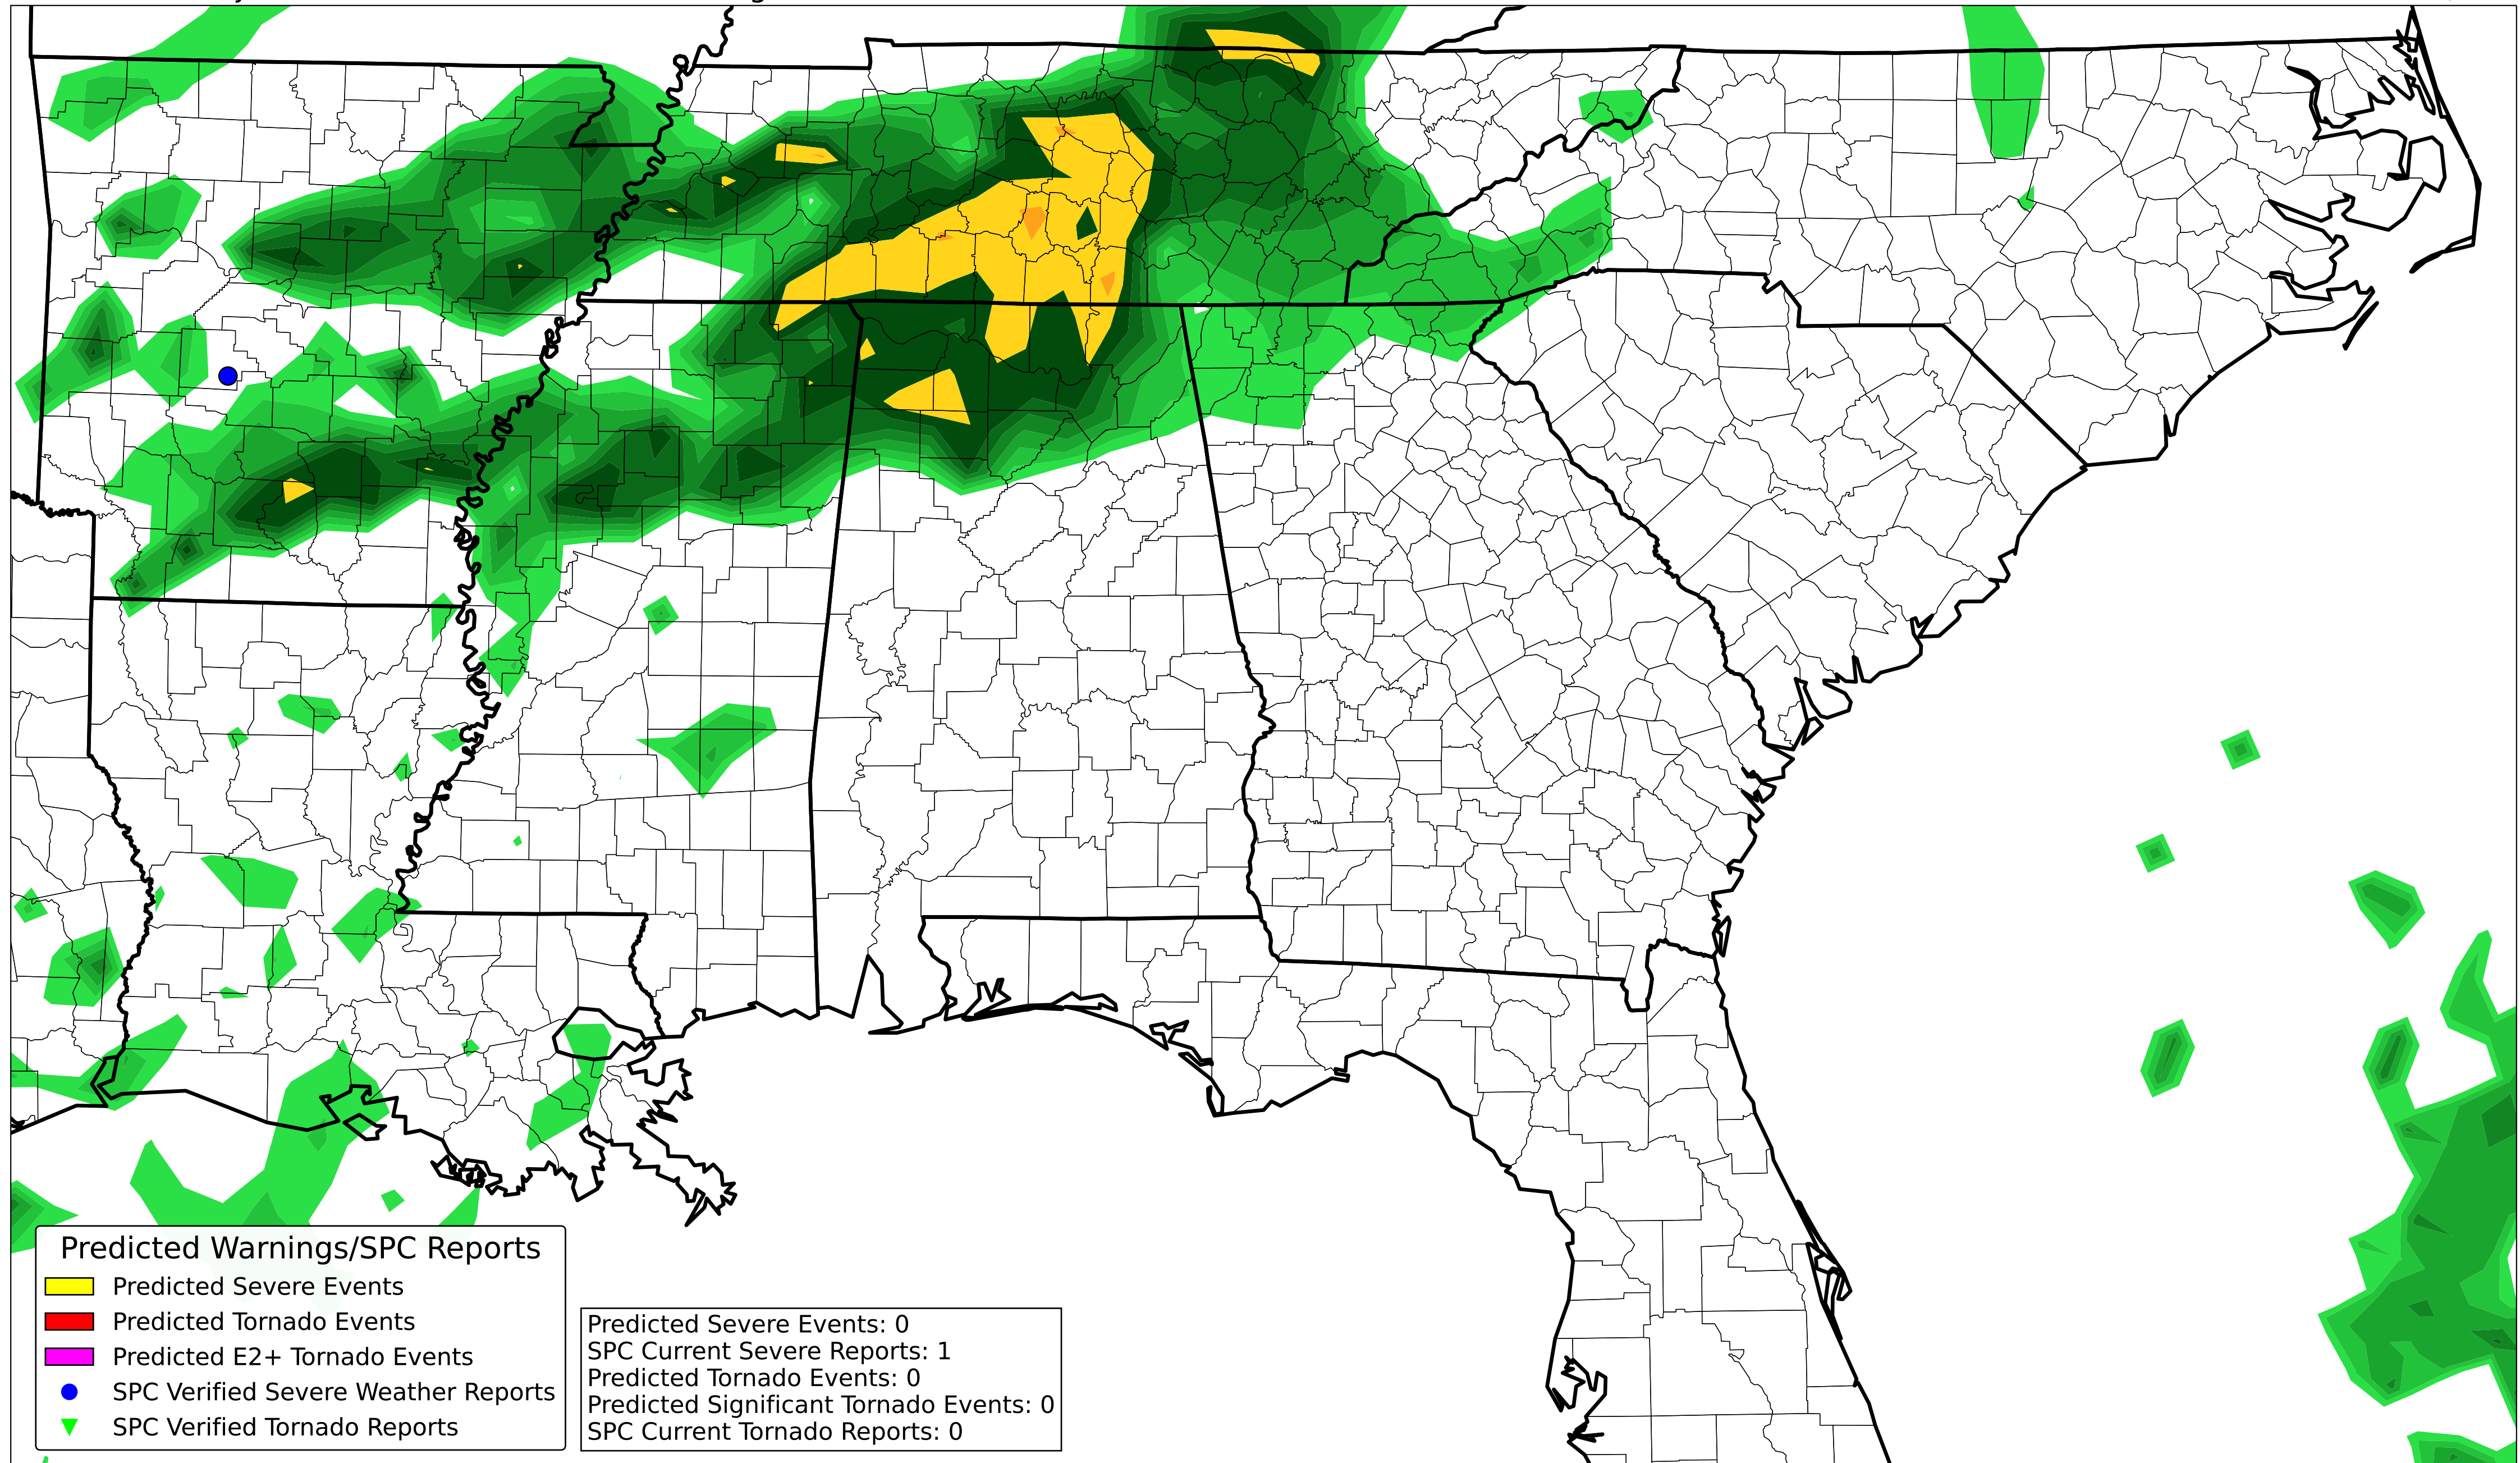 Predicted Warnings/SPC Reports
Predicted Severe Events
Predicted Tornado Events
Predicted E2+ Tornado Events
SPC Verified Severe Weather Reports
SPC Verified Tornado Reports
Predicted Severe Events: 0
SPC Current Severe Reports: 1
Predicted Tornado Events: 0
Predicted Significant Tornado Events: 0
SPC Current Tornado Reports: 0